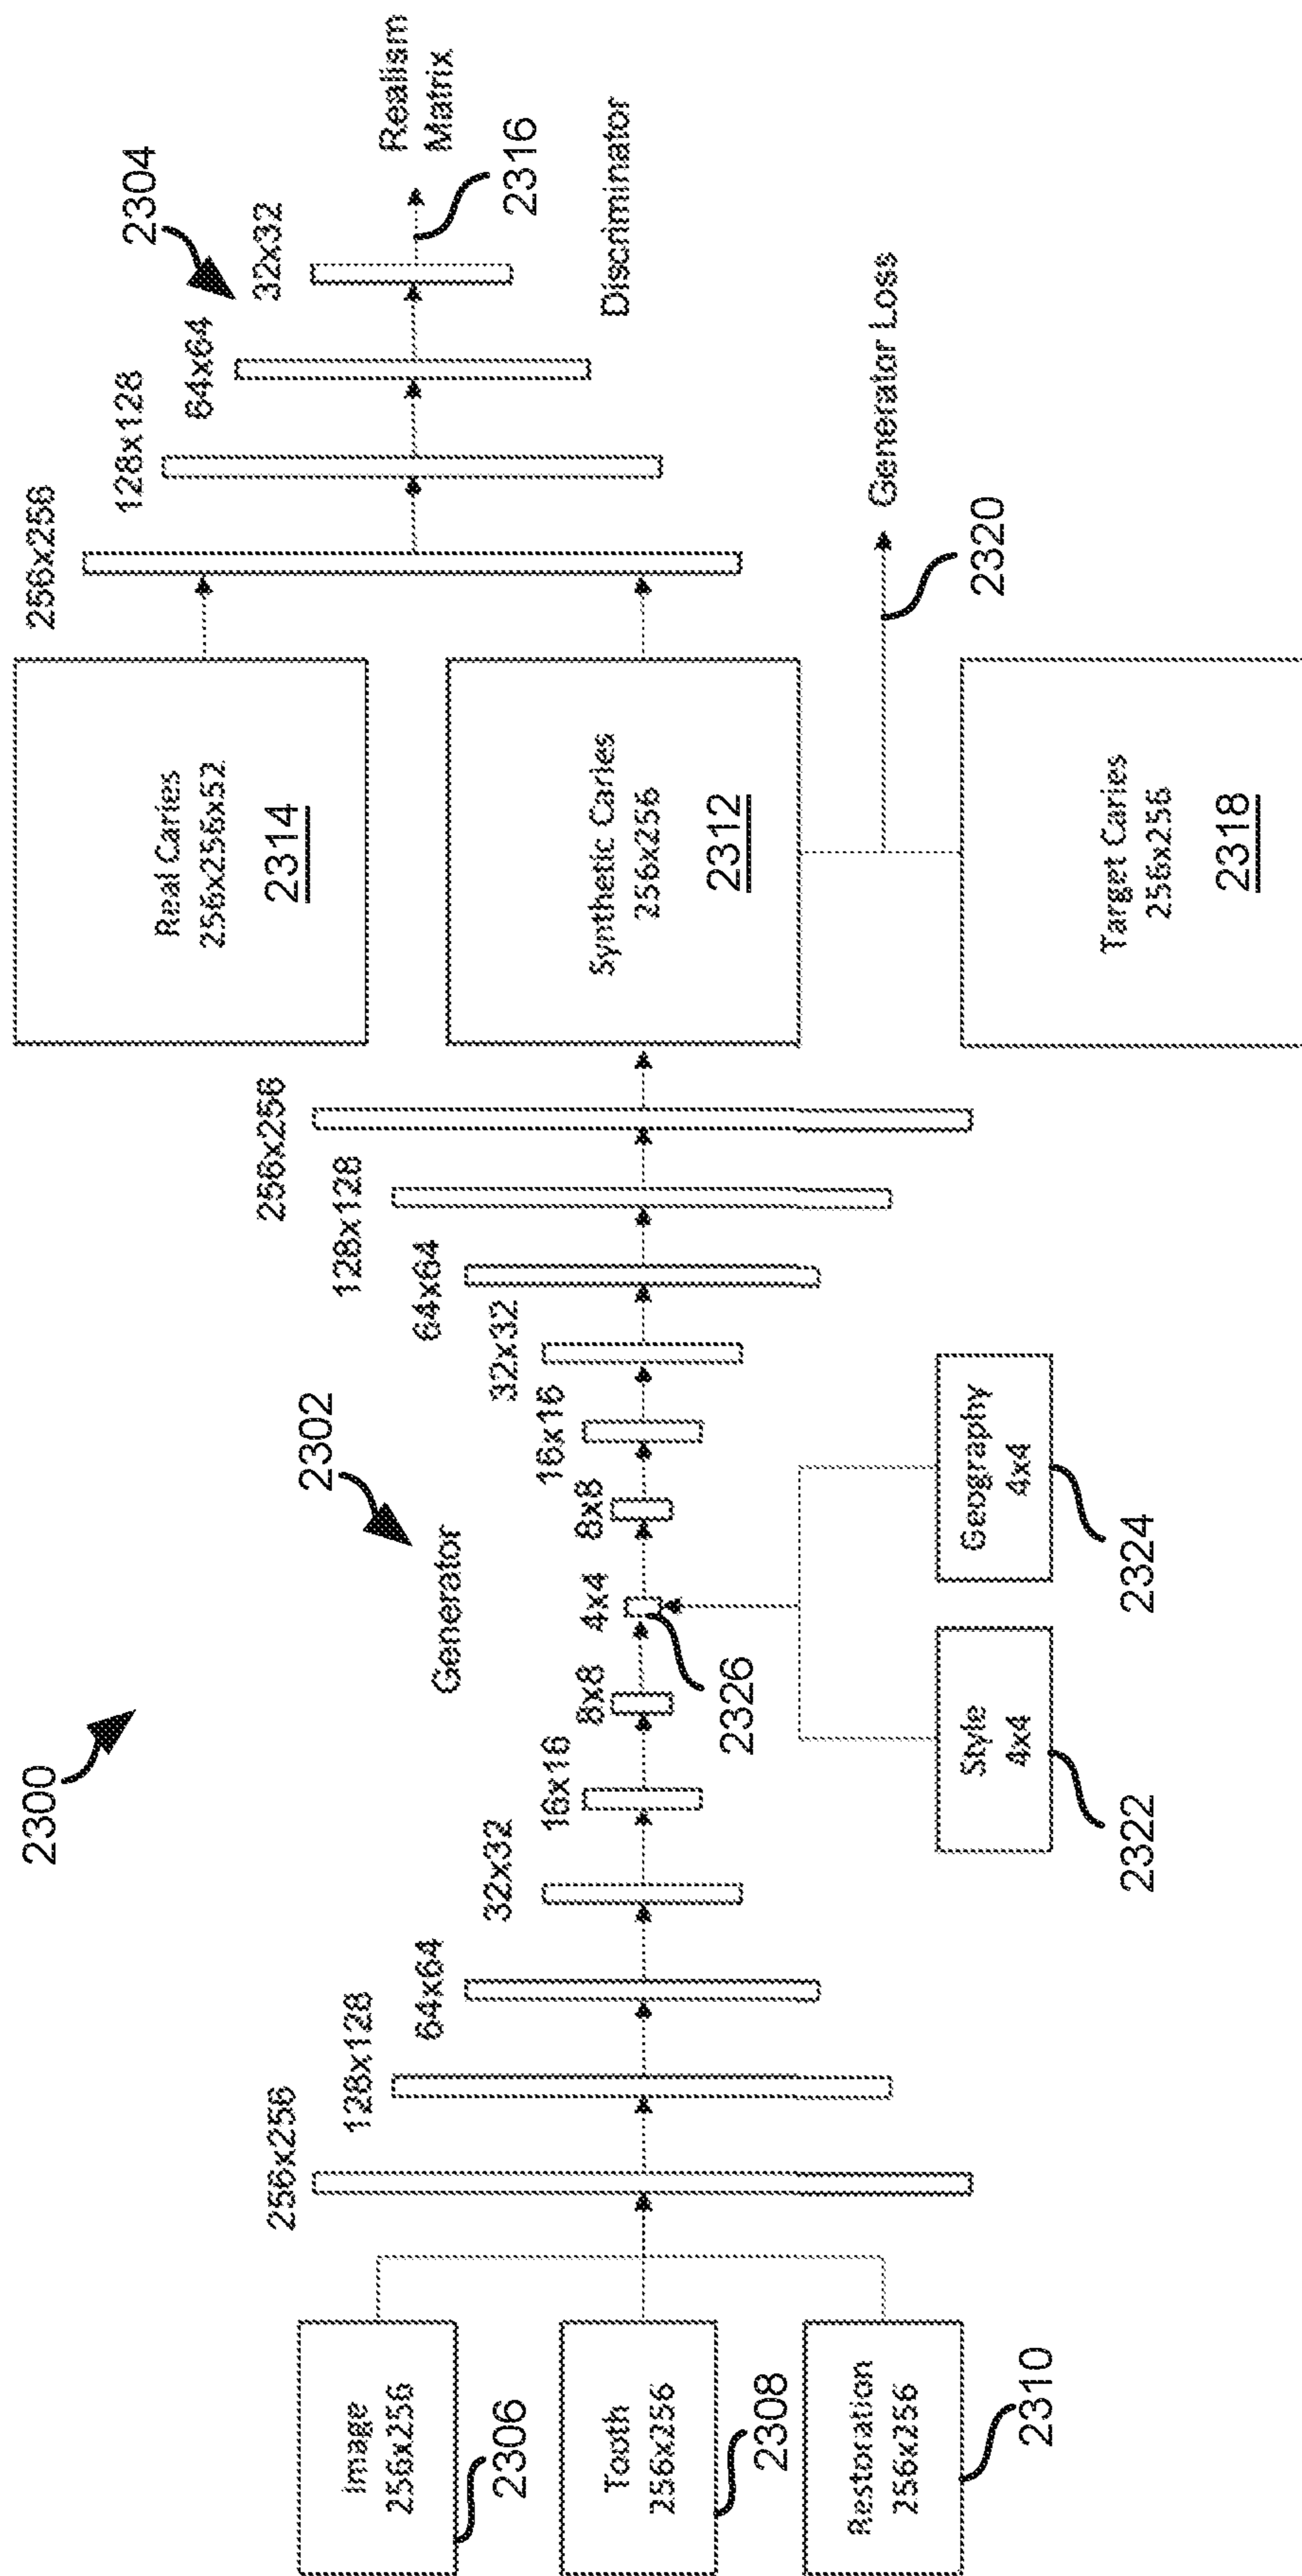 2300
Generator
2302
2304
Image
256x256
2306
Tooth
256x256
2308
Restoration
256x256
2310
256x256
128x128
64x64
32x32
16x16
8x8
4x4
2326
8x8
16x16
32x32
64x64
128x128
256x256
Style
4x4
2322
Geography
4x4
2324
Real Caries
256x256x52
2314
Synthetic Caries
256x256
2312
Target Caries
256x256
2318
256x256
128x128
64x64
32x32
Realism
Matrix
2316
Discriminator
Generator Loss
2320